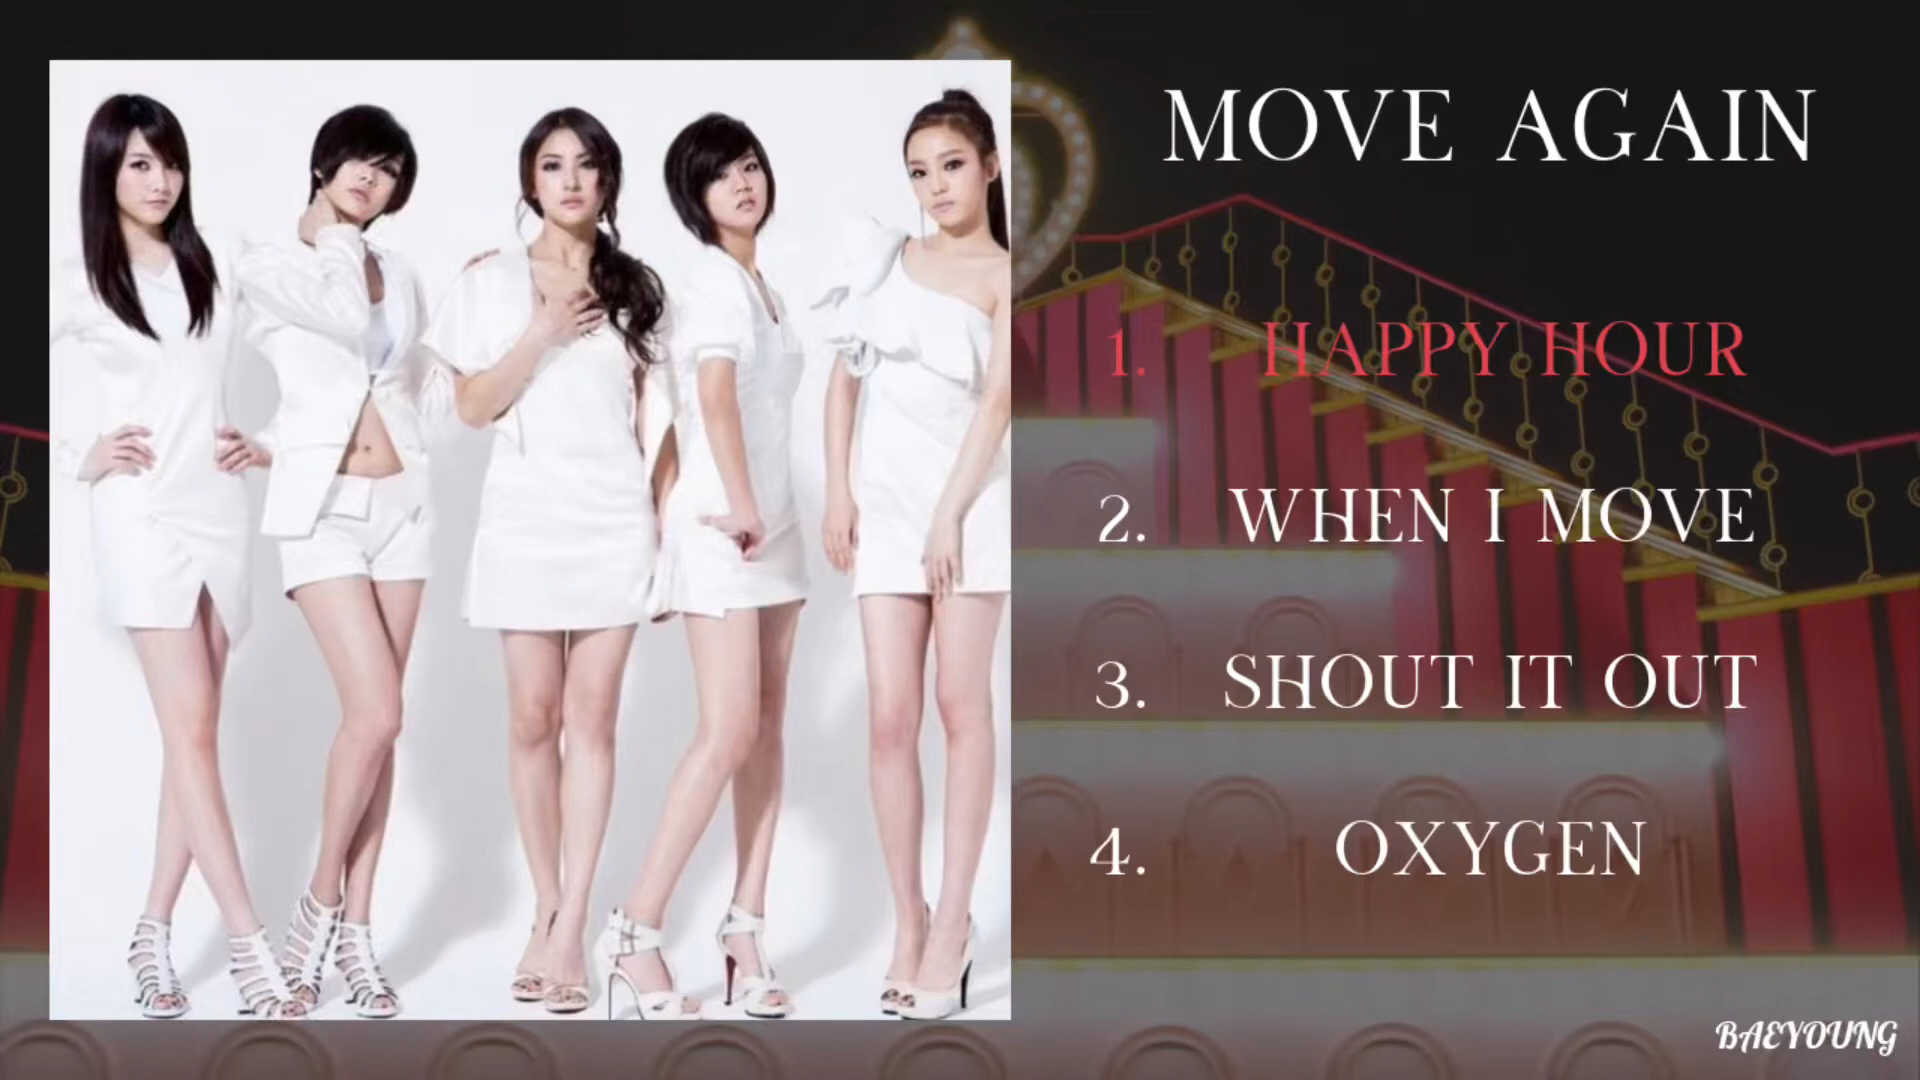 MOVE AGAIN
1. HAPPY HOUR
2. WHEN I MOVE
3. SHOUT IT OUT
4. OXYGEN
BAEYOUNG